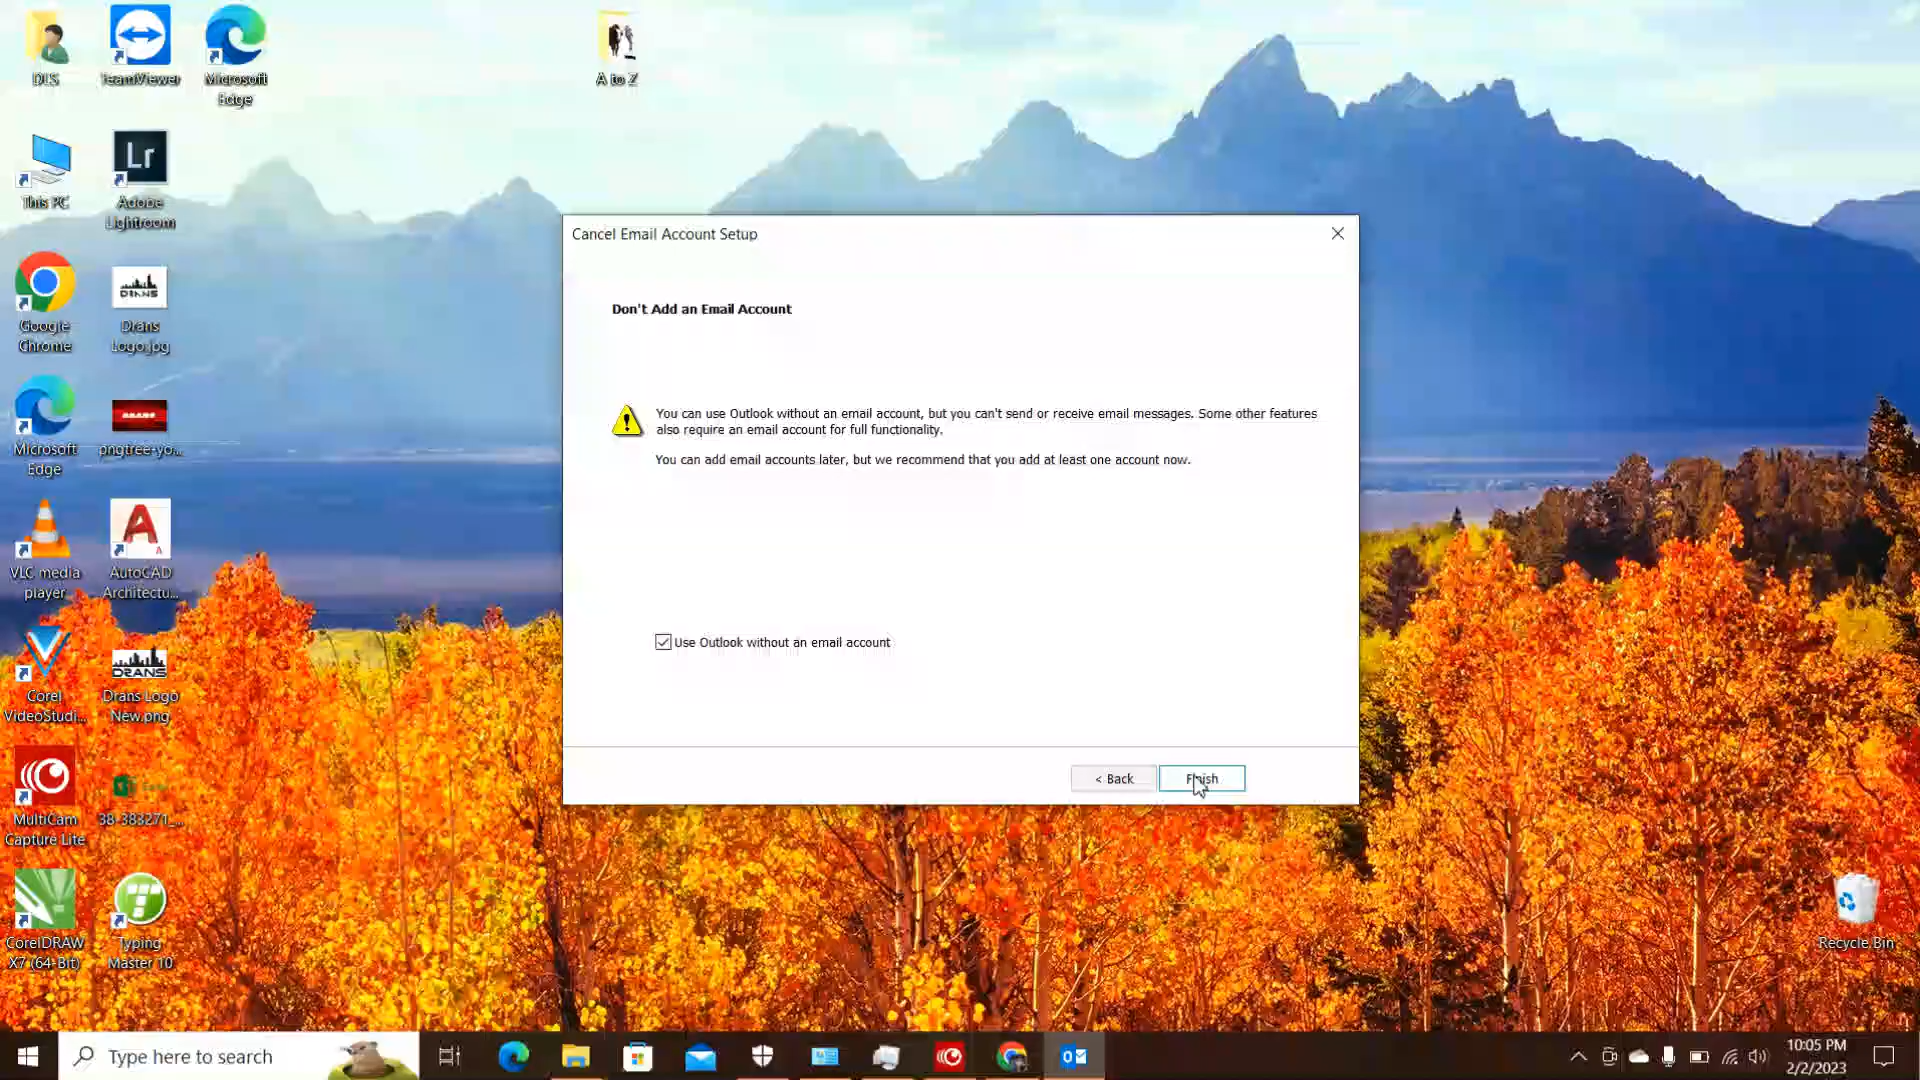 DLS
TeamViewer
Microsoft
Edge
A to Z
This PC
Lr
Adobe
Lightroom
Google
Chrome
DRANS
Drans
Logo.jpg
Microsoft
Edge
DRANS
pngtree-yo...
VLC media
player
AutoCAD
Architectu...
Corel
VideoStudi...
DRANS
Drans Logo
New.png
MultiCam
Capture Lite
38-383271_...
CorelDRAW
X7 (64-Bit)
Typing
Master 10
Recycle Bin
Cancel Email Account Setup
Don't Add an Email Account
You can use Outlook without an email account, but you can't send or receive email messages. Some other features
also require an email account for full functionality.
You can add email accounts later, but we recommend that you add at least one account now.
Use Outlook without an email account
< Back
Finish
Type here to search
10:05 PM
2/2/2023